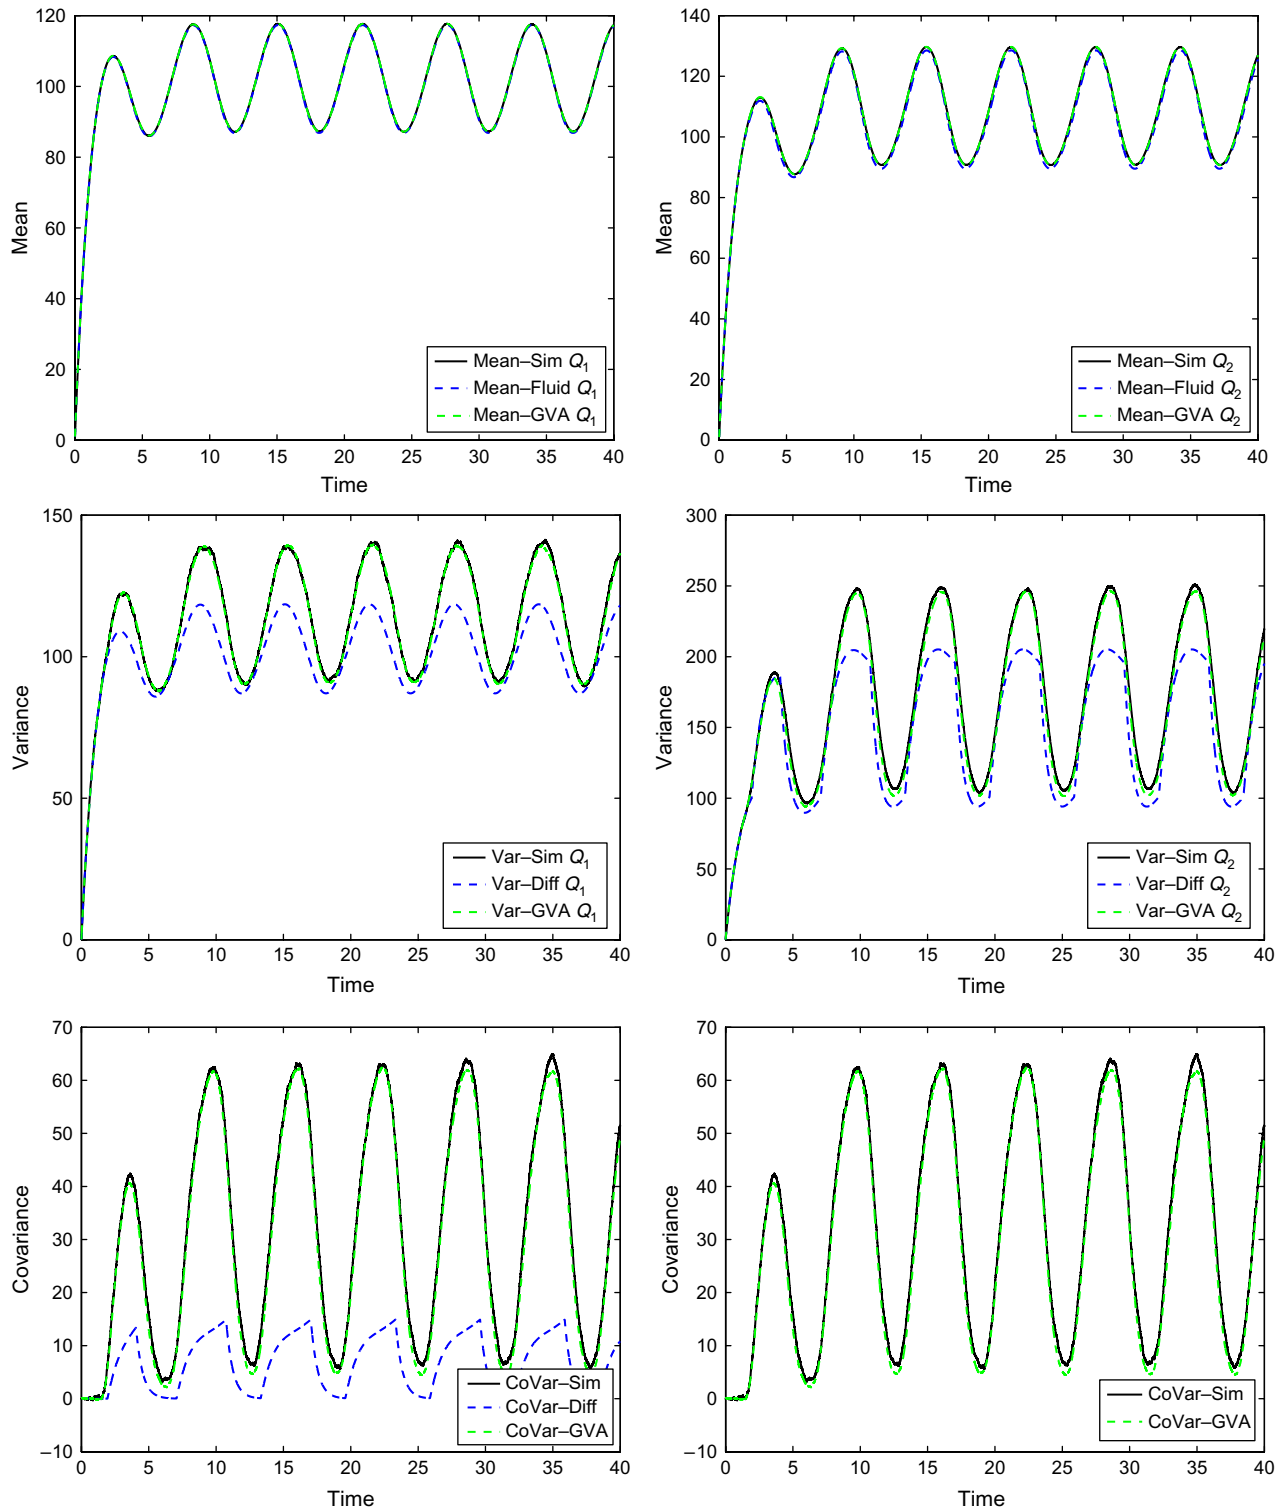 120
100
80
60
40
20
0
Mean
0 5 10 15 20 25 30 35 40
Time
Mean–Sim Q1
Mean–Fluid Q1
Mean–GVA Q1
140
120
100
80
60
40
20
0
Mean
0 5 10 15 20 25 30 35 40
Time
Mean–Sim Q2
Mean–Fluid Q2
Mean–GVA Q2
150
100
50
0
Variance
0 5 10 15 20 25 30 35 40
Time
Var–Sim Q1
Var–Diff Q1
Var–GVA Q1
300
250
200
150
100
50
0
Variance
0 5 10 15 20 25 30 35 40
Time
Var–Sim Q2
Var–Diff Q2
Var–GVA Q2
70
60
50
40
30
20
10
0
–10
Covariance
0 5 10 15 20 25 30 35 40
Time
CoVar–Sim
CoVar–Diff
CoVar–GVA
70
60
50
40
30
20
10
0
–10
Covariance
0 5 10 15 20 25 30 35 40
Time
CoVar–Sim
CoVar–GVA